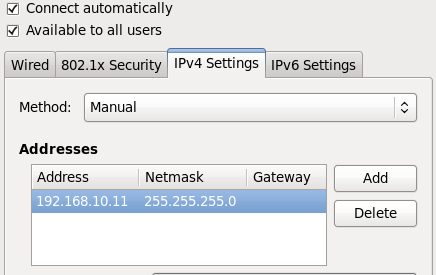 Connect automatically
Available to all users
Wired 802.1x Security IPv4 Settings IPv6 Settings
Method: Manual
Addresses
Address Netmask Gateway Add
192.168.10.11 255.255.255.0
Delete